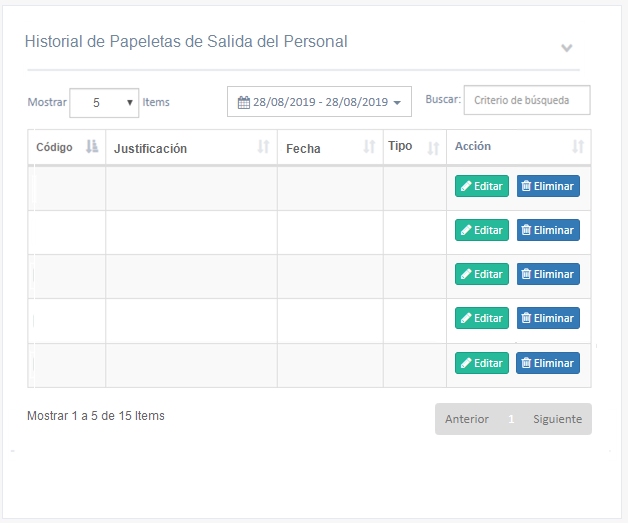 Historial de Papeletas de Salida del Personal
Mostrar 5 Items 28/08/2019 - 28/08/2019 Buscar: Criterio de búsqueda
Código Justificación Fecha Tipo Acción
Editar Eliminar
Editar Eliminar
Editar Eliminar
Editar Eliminar
Editar Eliminar
Mostrar 1 a 5 de 15 Items Anterior 1 Siguiente